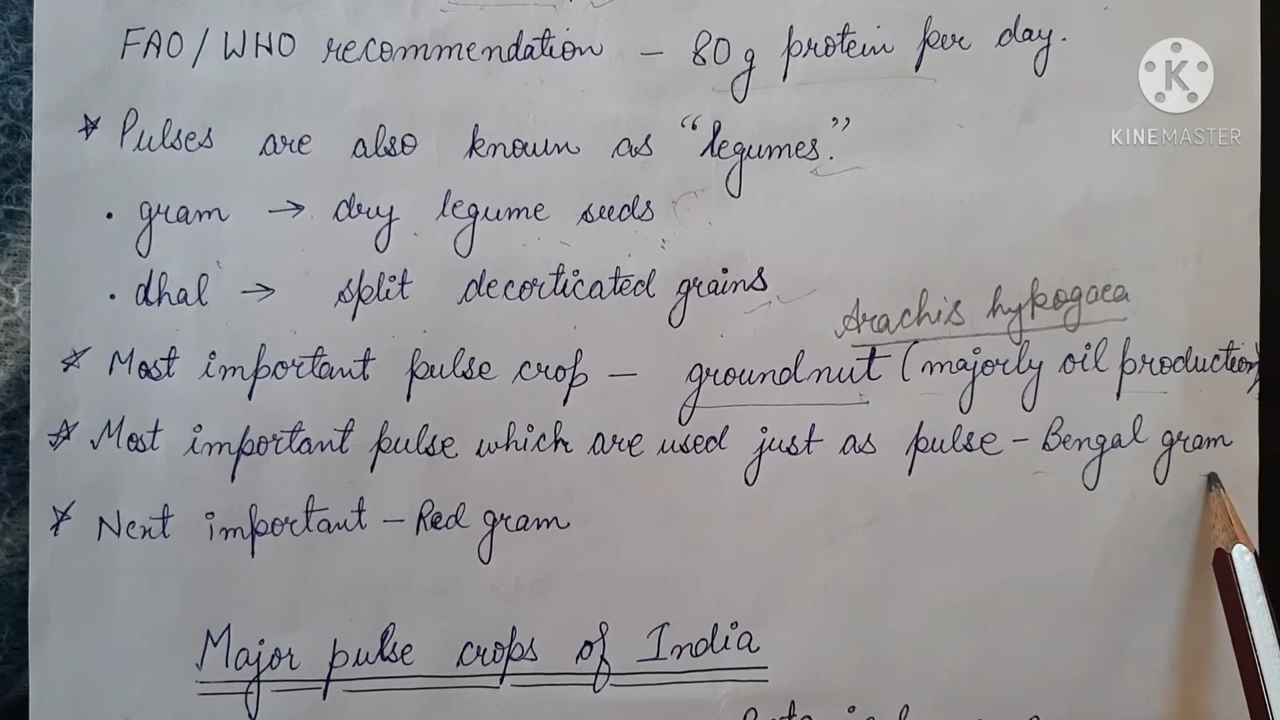 FAO/WHO recommendation – 80g protein per day.
KINEMASTER
* Pulses are also known as "legumes."
· gram → dry legume seeds
· dhal → split decorticated grains
Arachis hykogaea
* Most important pulse crop – groundnut (majorly oil production)
* Most important pulse which are used just as pulse – Bengal gram
* Next important – Red gram
Major pulse crops of India